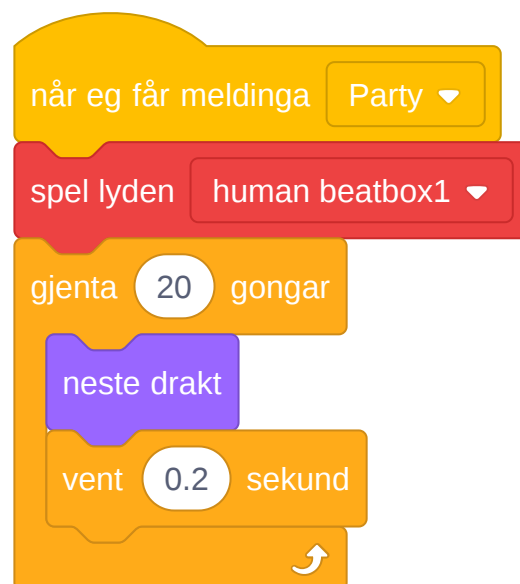 når eg får meldinga Party
spel lyden human beatbox1
gjenta 20 gongar
neste drakt
vent 0.2 sekund